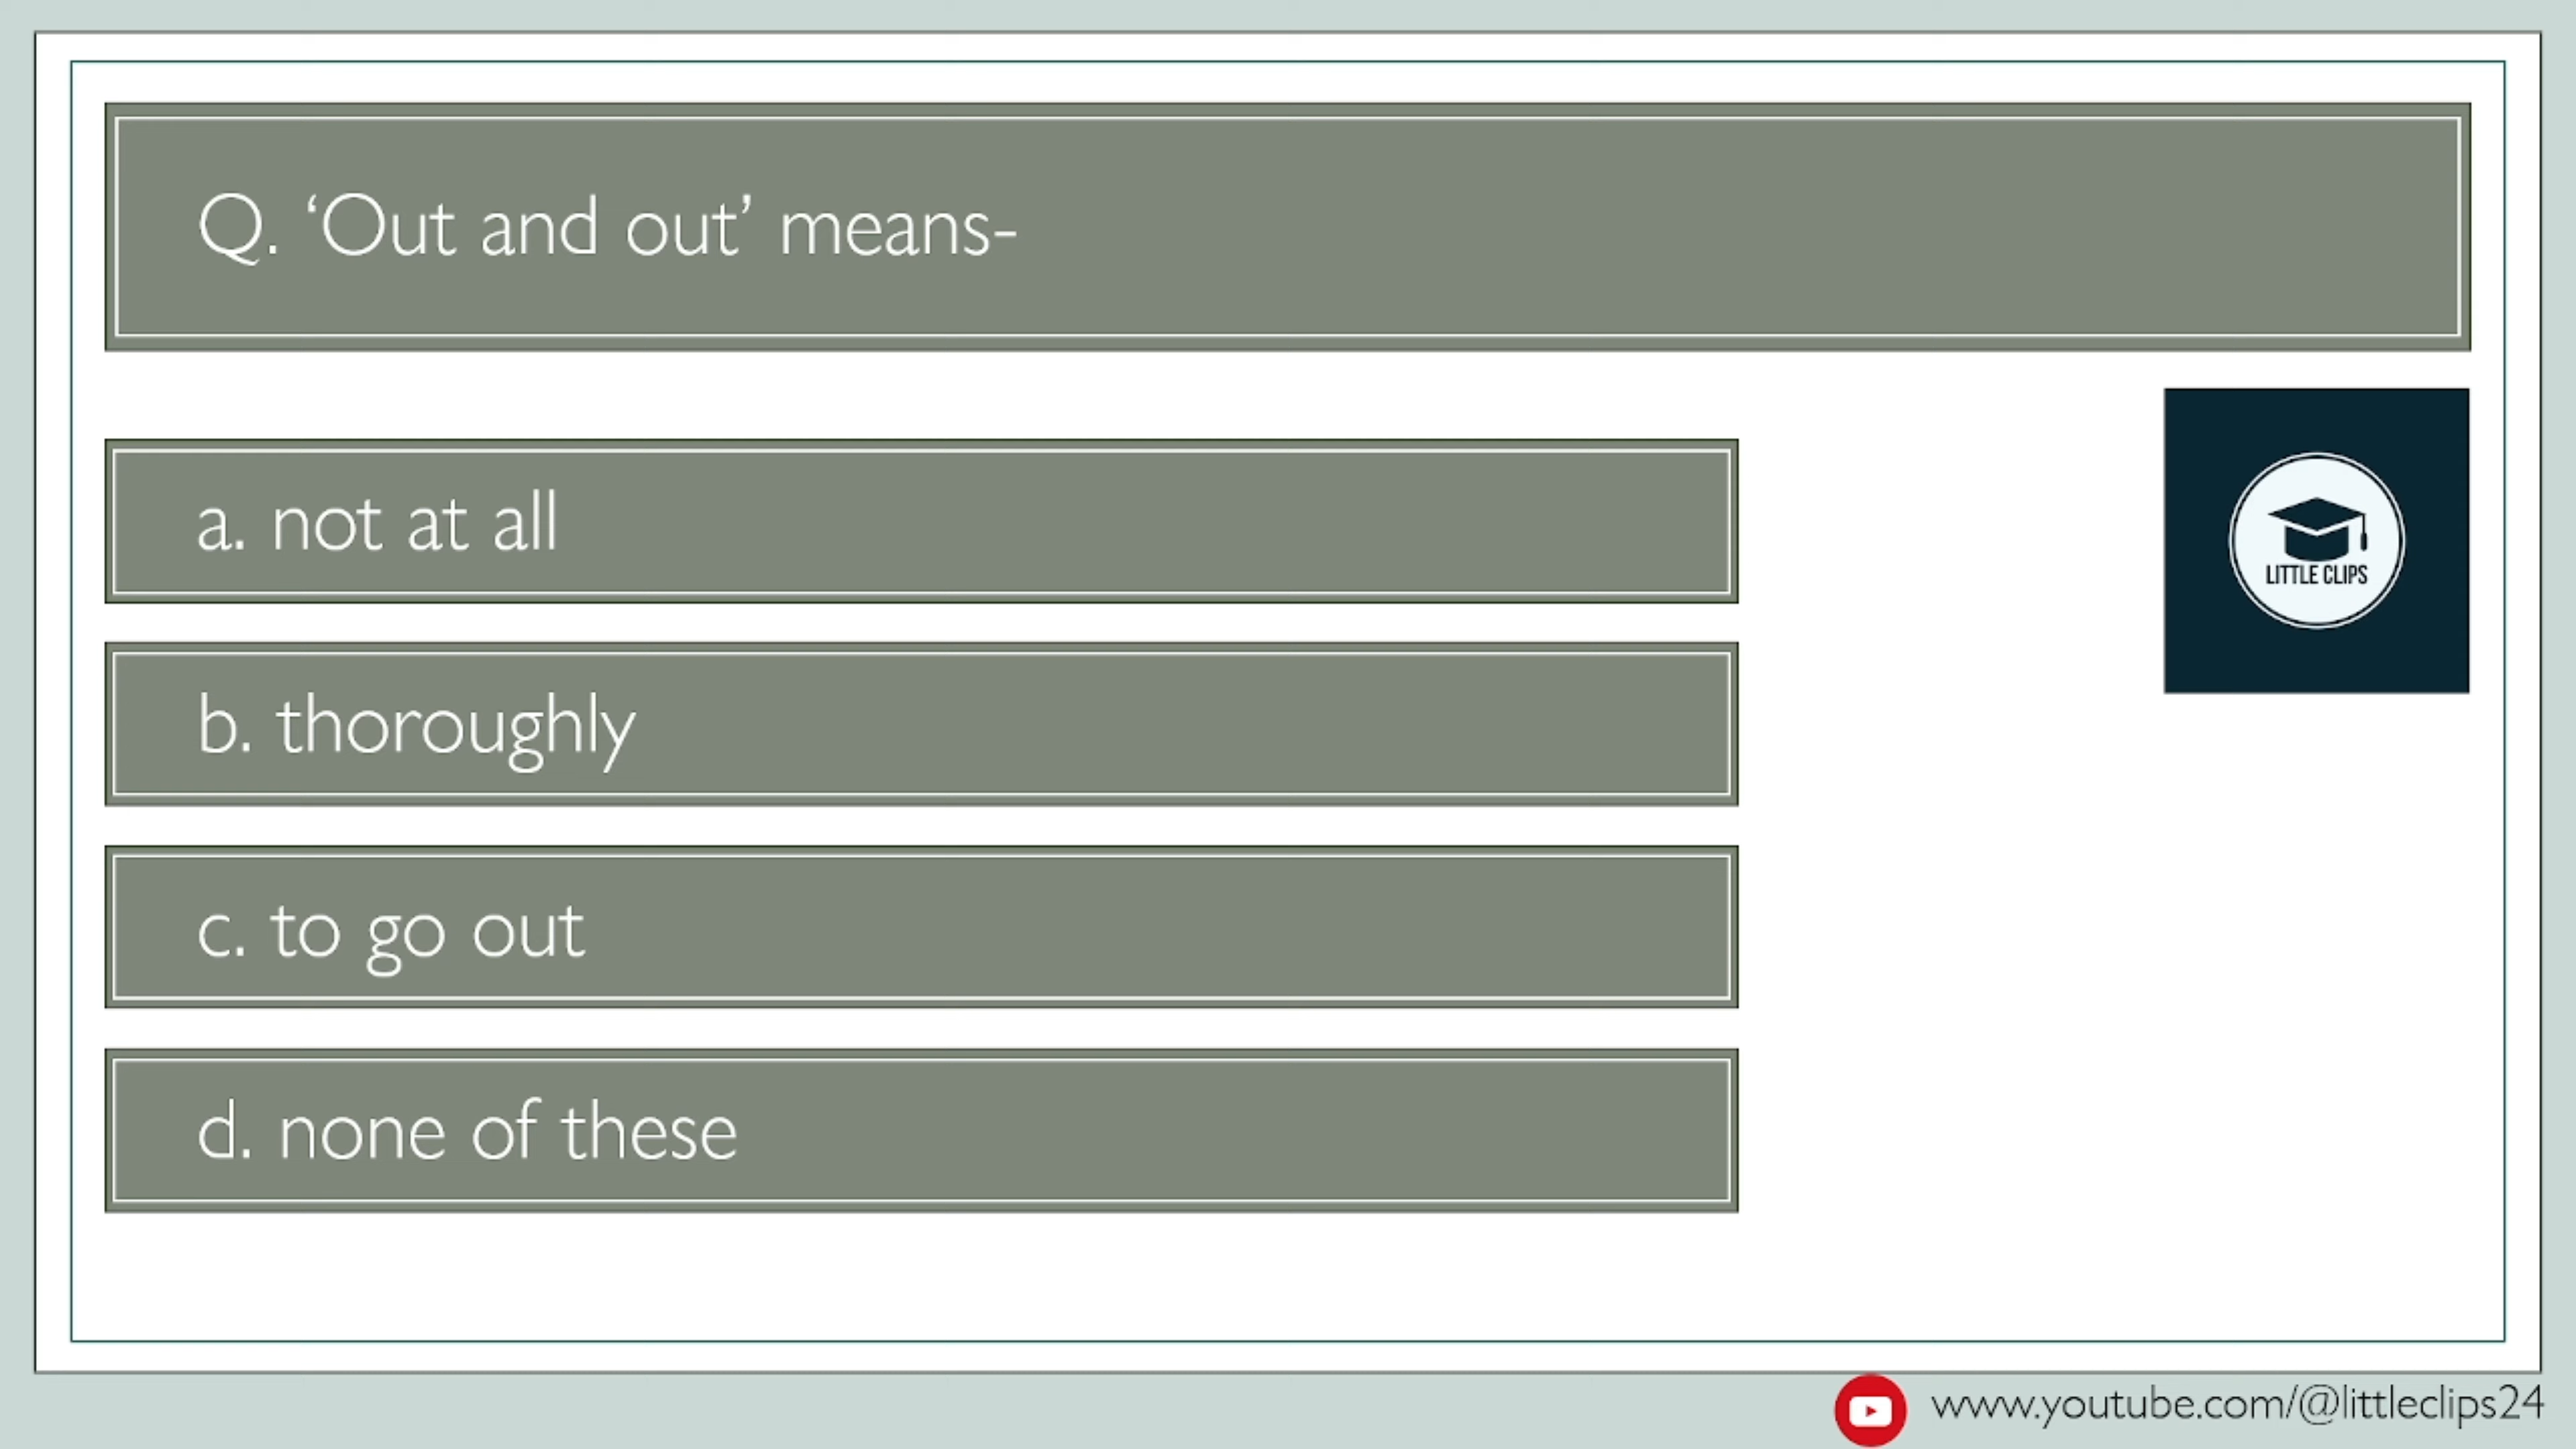 Q. ‘Out and out’ means-
a. not at all
LITTLE CLIPS
b. thoroughly
c. to go out
d. none of these
www.youtube.com/@littleclips24